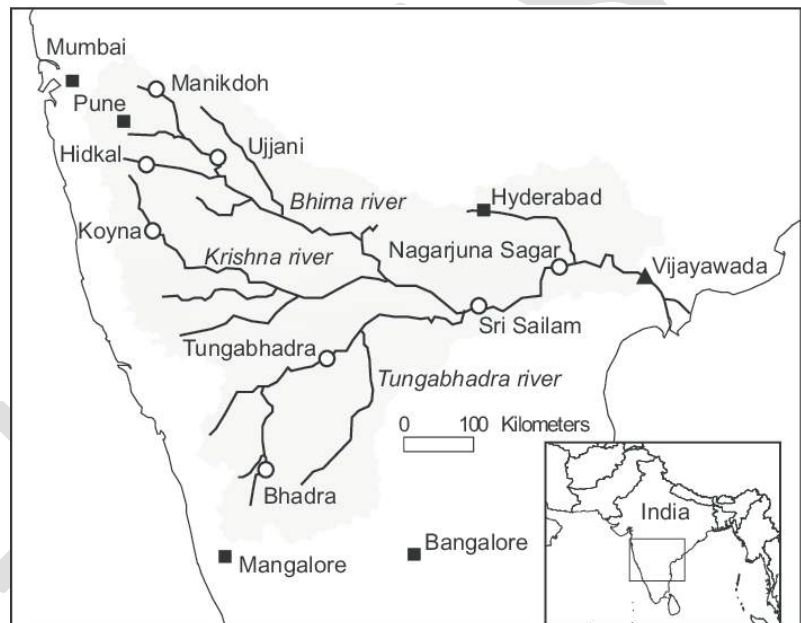 Mumbai
Manikdoh
Pune
Ujjani
Hidkal
Bhima river
Hyderabad
Koyna
Krishna river
Nagarjuna Sagar
Vijayawada
Sri Sailam
Tungabhadra
Tungabhadra river
0 100 Kilometers
Bhadra
India
Mangalore
Bangalore